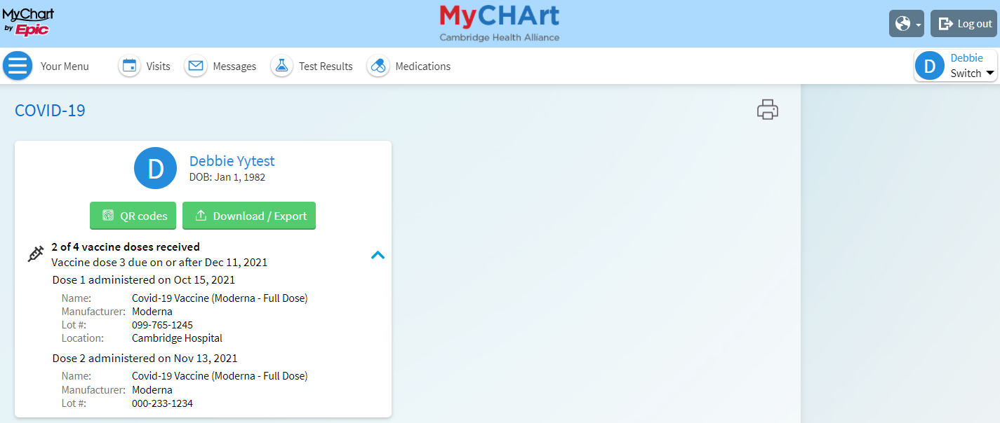 MyChart
by Epic
MyCHArt
Cambridge Health Alliance
Log out
Your Menu
Visits
Messages
Test Results
Medications
D
Debbie
Switch
COVID-19
D
Debbie Yytest
DOB: Jan 1, 1982
QR codes
Download / Export
2 of 4 vaccine doses received
Vaccine dose 3 due on or after Dec 11, 2021
Dose 1 administered on Oct 15, 2021
Name: Covid-19 Vaccine (Moderna - Full Dose)
Manufacturer: Moderna
Lot #: 099-765-1245
Location: Cambridge Hospital
Dose 2 administered on Nov 13, 2021
Name: Covid-19 Vaccine (Moderna - Full Dose)
Manufacturer: Moderna
Lot #: 000-233-1234